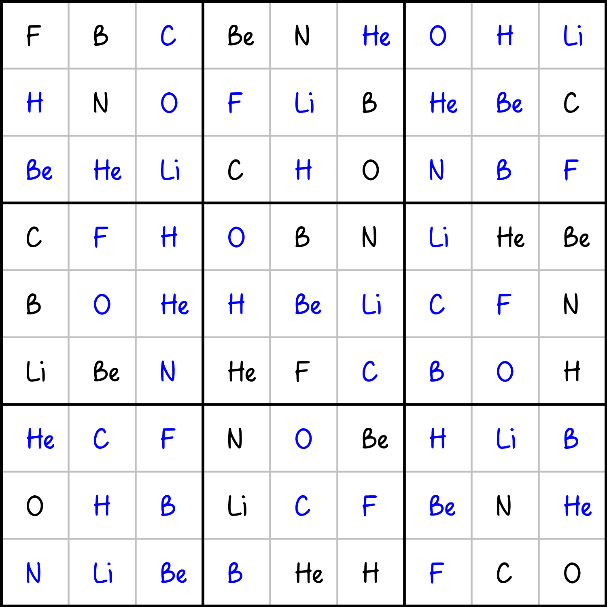 F B C Be N He O H Li
H N O F Li B He Be C
Be He Li C H O N B F
C F H O B N Li He Be
B O He H Be Li C F N
Li Be N He F C B O H
He C F N O Be H Li B
O H B Li C F Be N He
N Li Be B He H F C O